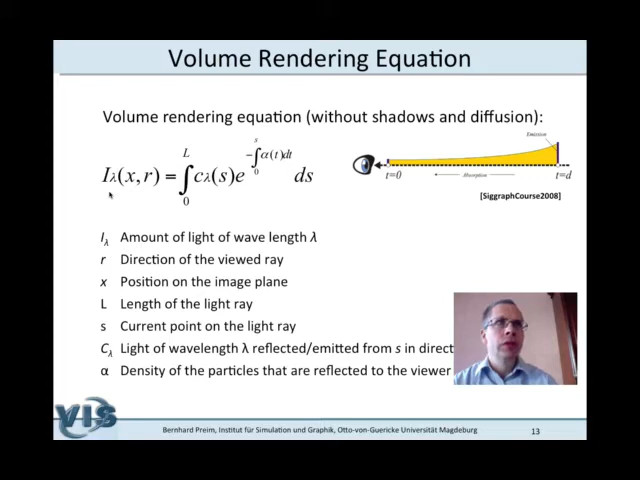 Volume Rendering Equation
Volume rendering equation (without shadows and diffusion):
Iλ(x,r) = ∫₀ᴸ cλ(s)e^(−∫₀ˢ α(t)dt) ds
Emission
t=0
Absorption
t=d
[SiggraphCourse2008]
Iλ Amount of light of wave length λ
r Direction of the viewed ray
x Position on the image plane
L Length of the light ray
s Current point on the light ray
Cλ Light of wavelength λ reflected/emitted from s in direct
α Density of the particles that are reflected to the viewer
VIS
Bernhard Preim, Institut für Simulation und Graphik, Otto-von-Guericke Universität Magdeburg
13